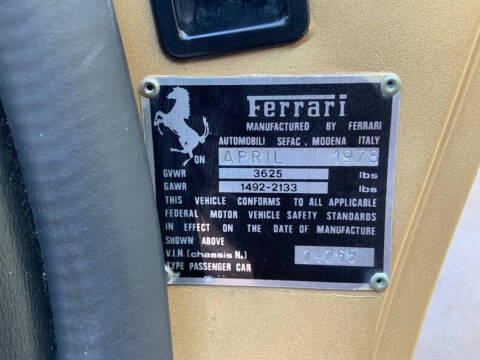 Ferrari
MANUFACTURED BY FERRARI
AUTOMOBILI SEFAC, MODENA ITALY
ON APRIL 1973
GVWR 3625 lbs
GAWR 1492-2133 lbs
THIS VEHICLE CONFORMS TO ALL APPLICABLE
FEDERAL MOTOR VEHICLE SAFETY STANDARDS
IN EFFECT ON THE DATE OF MANUFACTURE
SHOWN ABOVE
V.I.N. (chassis N.)
TYPE PASSENGER CAR